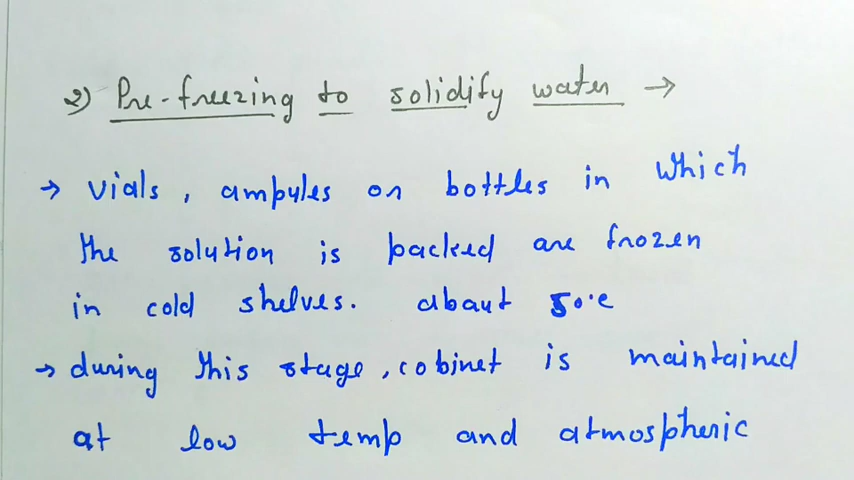 2) Pre-freezing to solidify water →
→ vials, ampules or bottles in which
the solution is packed are frozen
in cold shelves. about 50°c
→ during this stage, cabinet is maintained
at low temp and atmospheric